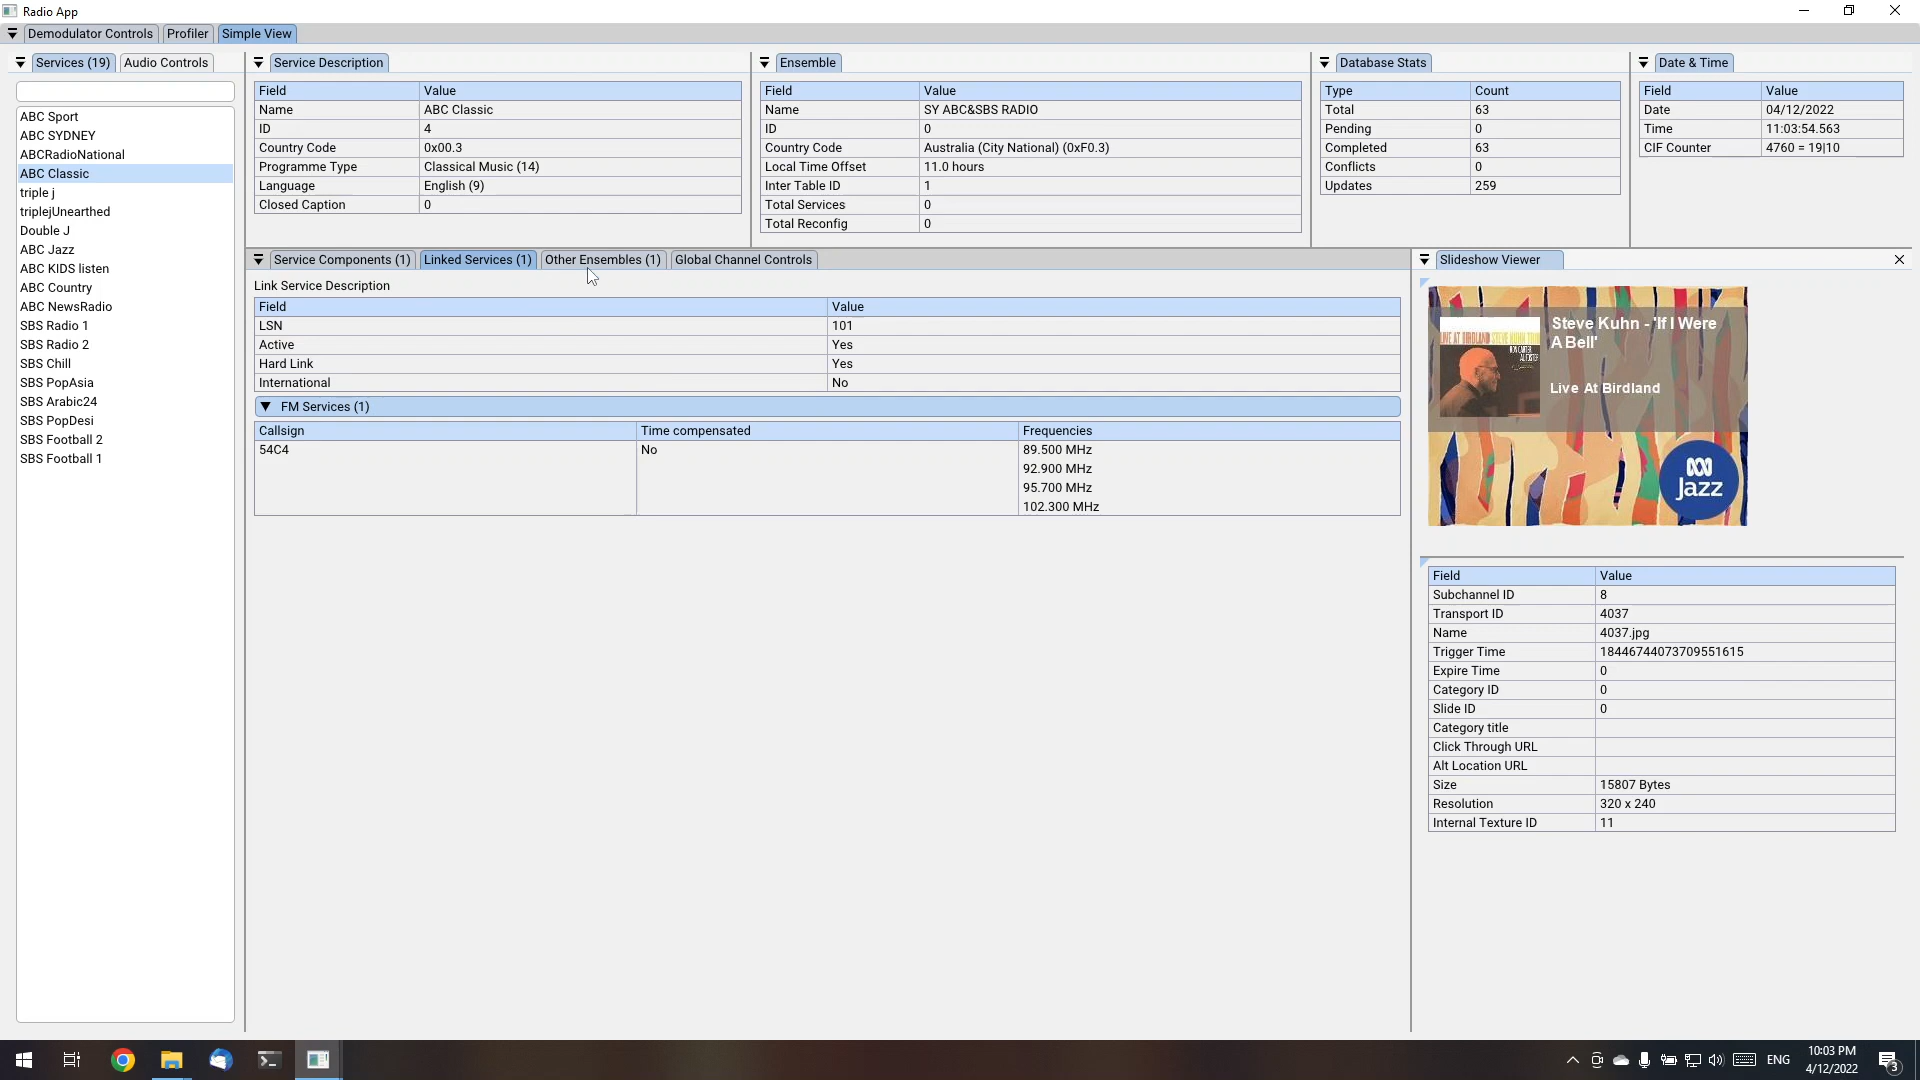 Radio App
Demodulator Controls Profiler Simple View
Services (19) Audio Controls
ABC Sport
ABC SYDNEY
ABCRadioNational
ABC Classic
triple j
triplejUnearthed
Double J
ABC Jazz
ABC KIDS listen
ABC Country
ABC NewsRadio
SBS Radio 1
SBS Radio 2
SBS Chill
SBS PopAsia
SBS Arabic24
SBS PopDesi
SBS Football 2
SBS Football 1
Service Description
Field Value
Name ABC Classic
ID 4
Country Code 0x00.3
Programme Type Classical Music (14)
Language English (9)
Closed Caption 0
Ensemble
Field Value
Name SY ABC&SBS RADIO
ID 0
Country Code Australia (City National) (0xF0.3)
Local Time Offset 11.0 hours
Inter Table ID 1
Total Services 0
Total Reconfig 0
Database Stats
Type Count
Total 63
Pending 0
Completed 63
Conflicts 0
Updates 259
Date & Time
Field Value
Date 04/12/2022
Time 11:03:54.563
CIF Counter 4760 = 19|10
Service Components (1) Linked Services (1) Other Ensembles (1) Global Channel Controls
Link Service Description
Field Value
LSN 101
Active Yes
Hard Link Yes
International No
FM Services (1)
Callsign Time compensated Frequencies
54C4 No 89.500 MHz
92.900 MHz
95.700 MHz
102.300 MHz
Slideshow Viewer
Steve Kuhn - 'If I Were
A Bell'
Live At Birdland
LIVE AT BIRDLAND STEVE KUHN TRIO
RON CARTER
AL FOSTER
Jazz
Field Value
Subchannel ID 8
Transport ID 4037
Name 4037.jpg
Trigger Time 18446744073709551615
Expire Time 0
Category ID 0
Slide ID 0
Category title
Click Through URL
Alt Location URL
Size 15807 Bytes
Resolution 320 x 240
Internal Texture ID 11
ENG
10:03 PM
4/12/2022
3